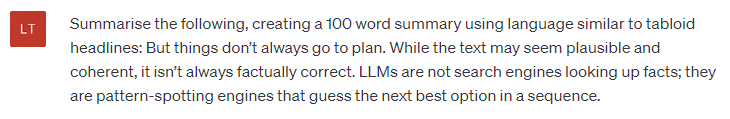 LT
Summarise the following, creating a 100 word summary using language similar to tabloid
headlines: But things don’t always go to plan. While the text may seem plausible and
coherent, it isn’t always factually correct. LLMs are not search engines looking up facts; they
are pattern-spotting engines that guess the next best option in a sequence.